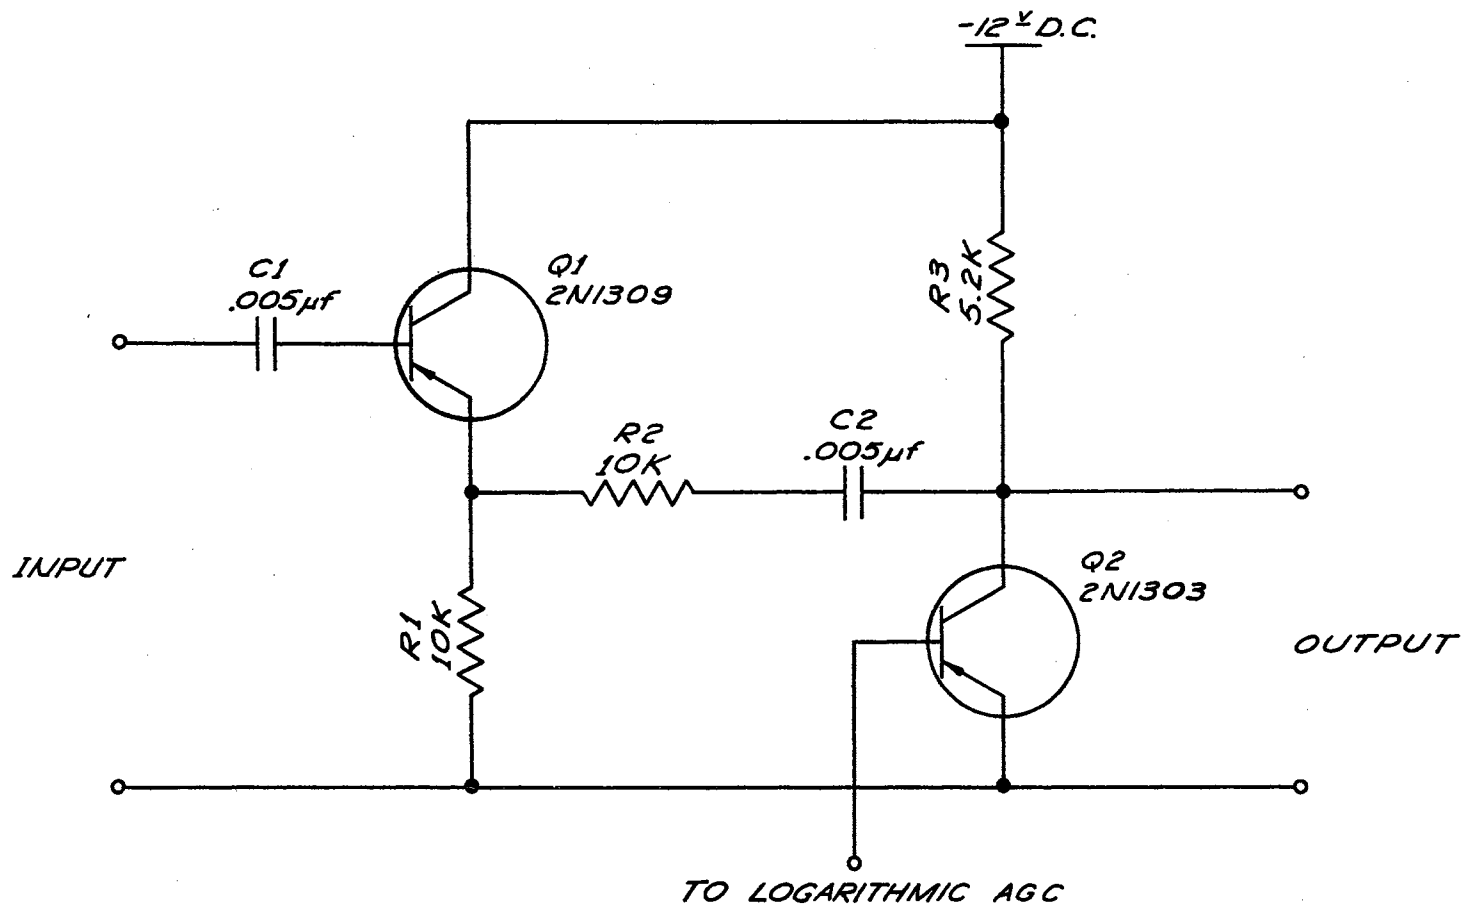 -12 V D.C.
C1
.005µf
Q1
2N1309
R3
5.2K
R2
10K
C2
.005µf
INPUT
R1
10K
Q2
2N1303
OUTPUT
TO LOGARITHMIC AGC